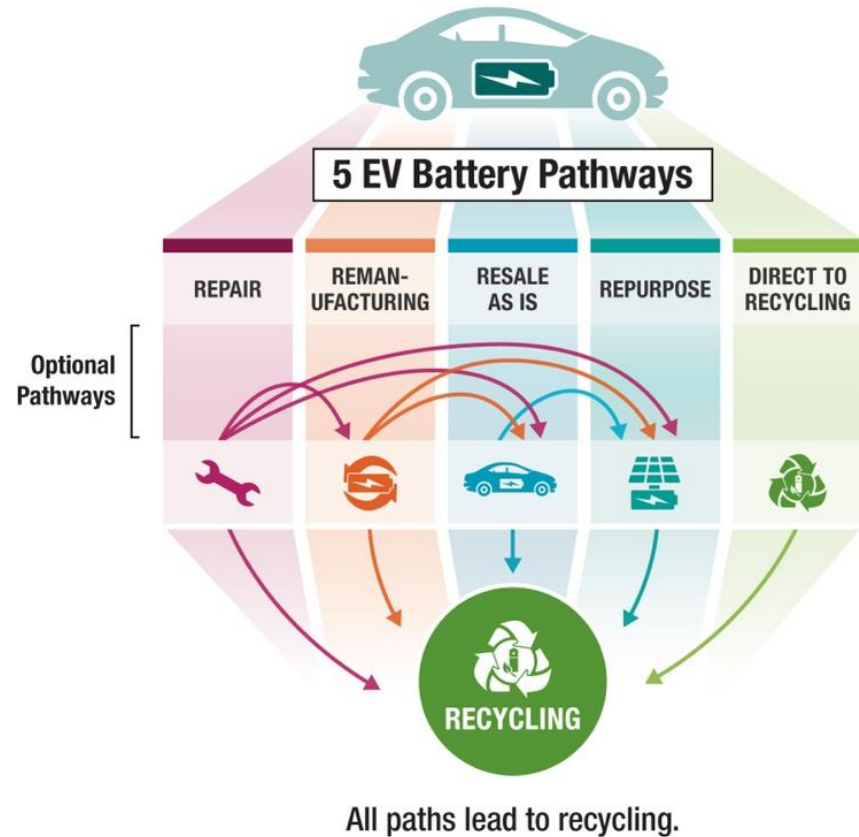 5 EV Battery Pathways
REPAIR
REMAN-
UFACTURING
RESALE
AS IS
REPURPOSE
DIRECT TO
RECYCLING
Optional
Pathways
RECYCLING
All paths lead to recycling.